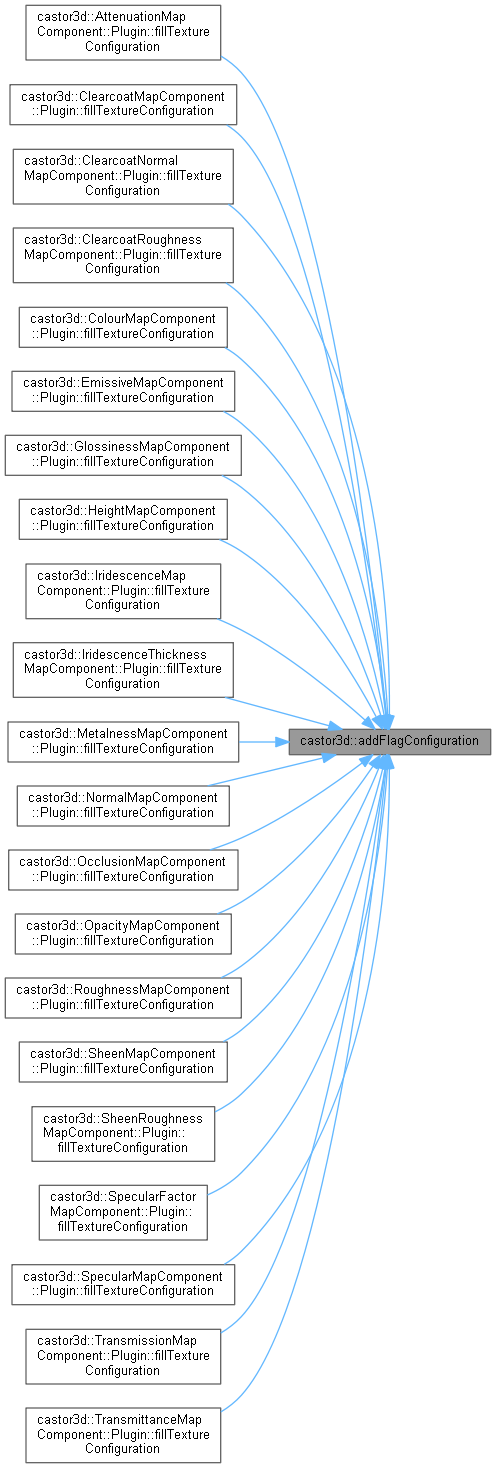 castor3d::AttenuationMap
Component::Plugin::fillTexture
Configuration
castor3d::ClearcoatMapComponent
::Plugin::fillTextureConfiguration
castor3d::ClearcoatNormal
MapComponent::Plugin::fillTexture
Configuration
castor3d::ClearcoatRoughness
MapComponent::Plugin::fillTexture
Configuration
castor3d::ColourMapComponent
::Plugin::fillTextureConfiguration
castor3d::EmissiveMapComponent
::Plugin::fillTextureConfiguration
castor3d::GlossinessMapComponent
::Plugin::fillTextureConfiguration
castor3d::HeightMapComponent
::Plugin::fillTextureConfiguration
castor3d::IridescenceMap
Component::Plugin::fillTexture
Configuration
castor3d::IridescenceThickness
MapComponent::Plugin::fillTexture
Configuration
castor3d::MetalnessMapComponent
::Plugin::fillTextureConfiguration
castor3d::addFlagConfiguration
castor3d::NormalMapComponent
::Plugin::fillTextureConfiguration
castor3d::OcclusionMapComponent
::Plugin::fillTextureConfiguration
castor3d::OpacityMapComponent
::Plugin::fillTextureConfiguration
castor3d::RoughnessMapComponent
::Plugin::fillTextureConfiguration
castor3d::SheenMapComponent
::Plugin::fillTextureConfiguration
castor3d::SheenRoughness
MapComponent::Plugin::
fillTextureConfiguration
castor3d::SpecularFactor
MapComponent::Plugin::
fillTextureConfiguration
castor3d::SpecularMapComponent
::Plugin::fillTextureConfiguration
castor3d::TransmissionMap
Component::Plugin::fillTexture
Configuration
castor3d::TransmittanceMap
Component::Plugin::fillTexture
Configuration